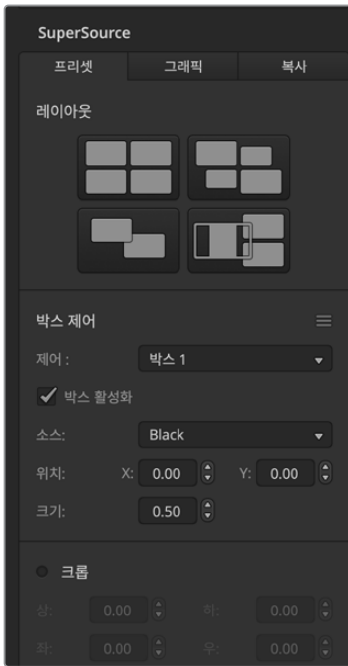 SuperSource
프리셋 그래픽 복사
레이아웃
박스 제어
제어 : 박스 1
박스 활성화
소스: Black
위치: X: 0.00 Y: 0.00
크기: 0.50
크롭
상: 0.00 하: 0.00
좌: 0.00 우: 0.00